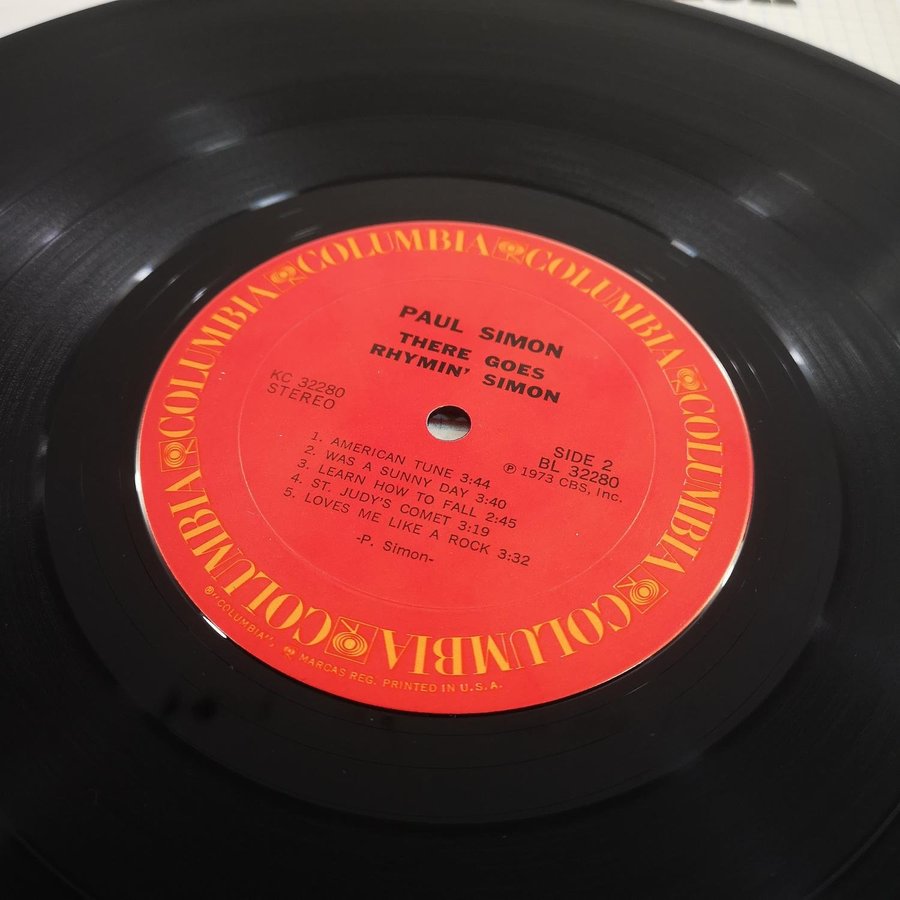 COLUMBIA COLUMBIA COLUMBIA COLUMBIA COLUMBIA COLUMBIA COLUMBIA
PAUL SIMON
THERE GOES
RHYMIN' SIMON
KC 32280
STEREO
SIDE 2
BL 32280
℗ 1973 CBS, Inc.
1. AMERICAN TUNE 3:44
2. WAS A SUNNY DAY 3:40
3. LEARN HOW TO FALL 2:45
4. ST. JUDY'S COMET 3:19
5. LOVES ME LIKE A ROCK 3:32
-P. Simon-
®"COLUMBIA", MARCAS REG. PRINTED IN U.S.A.